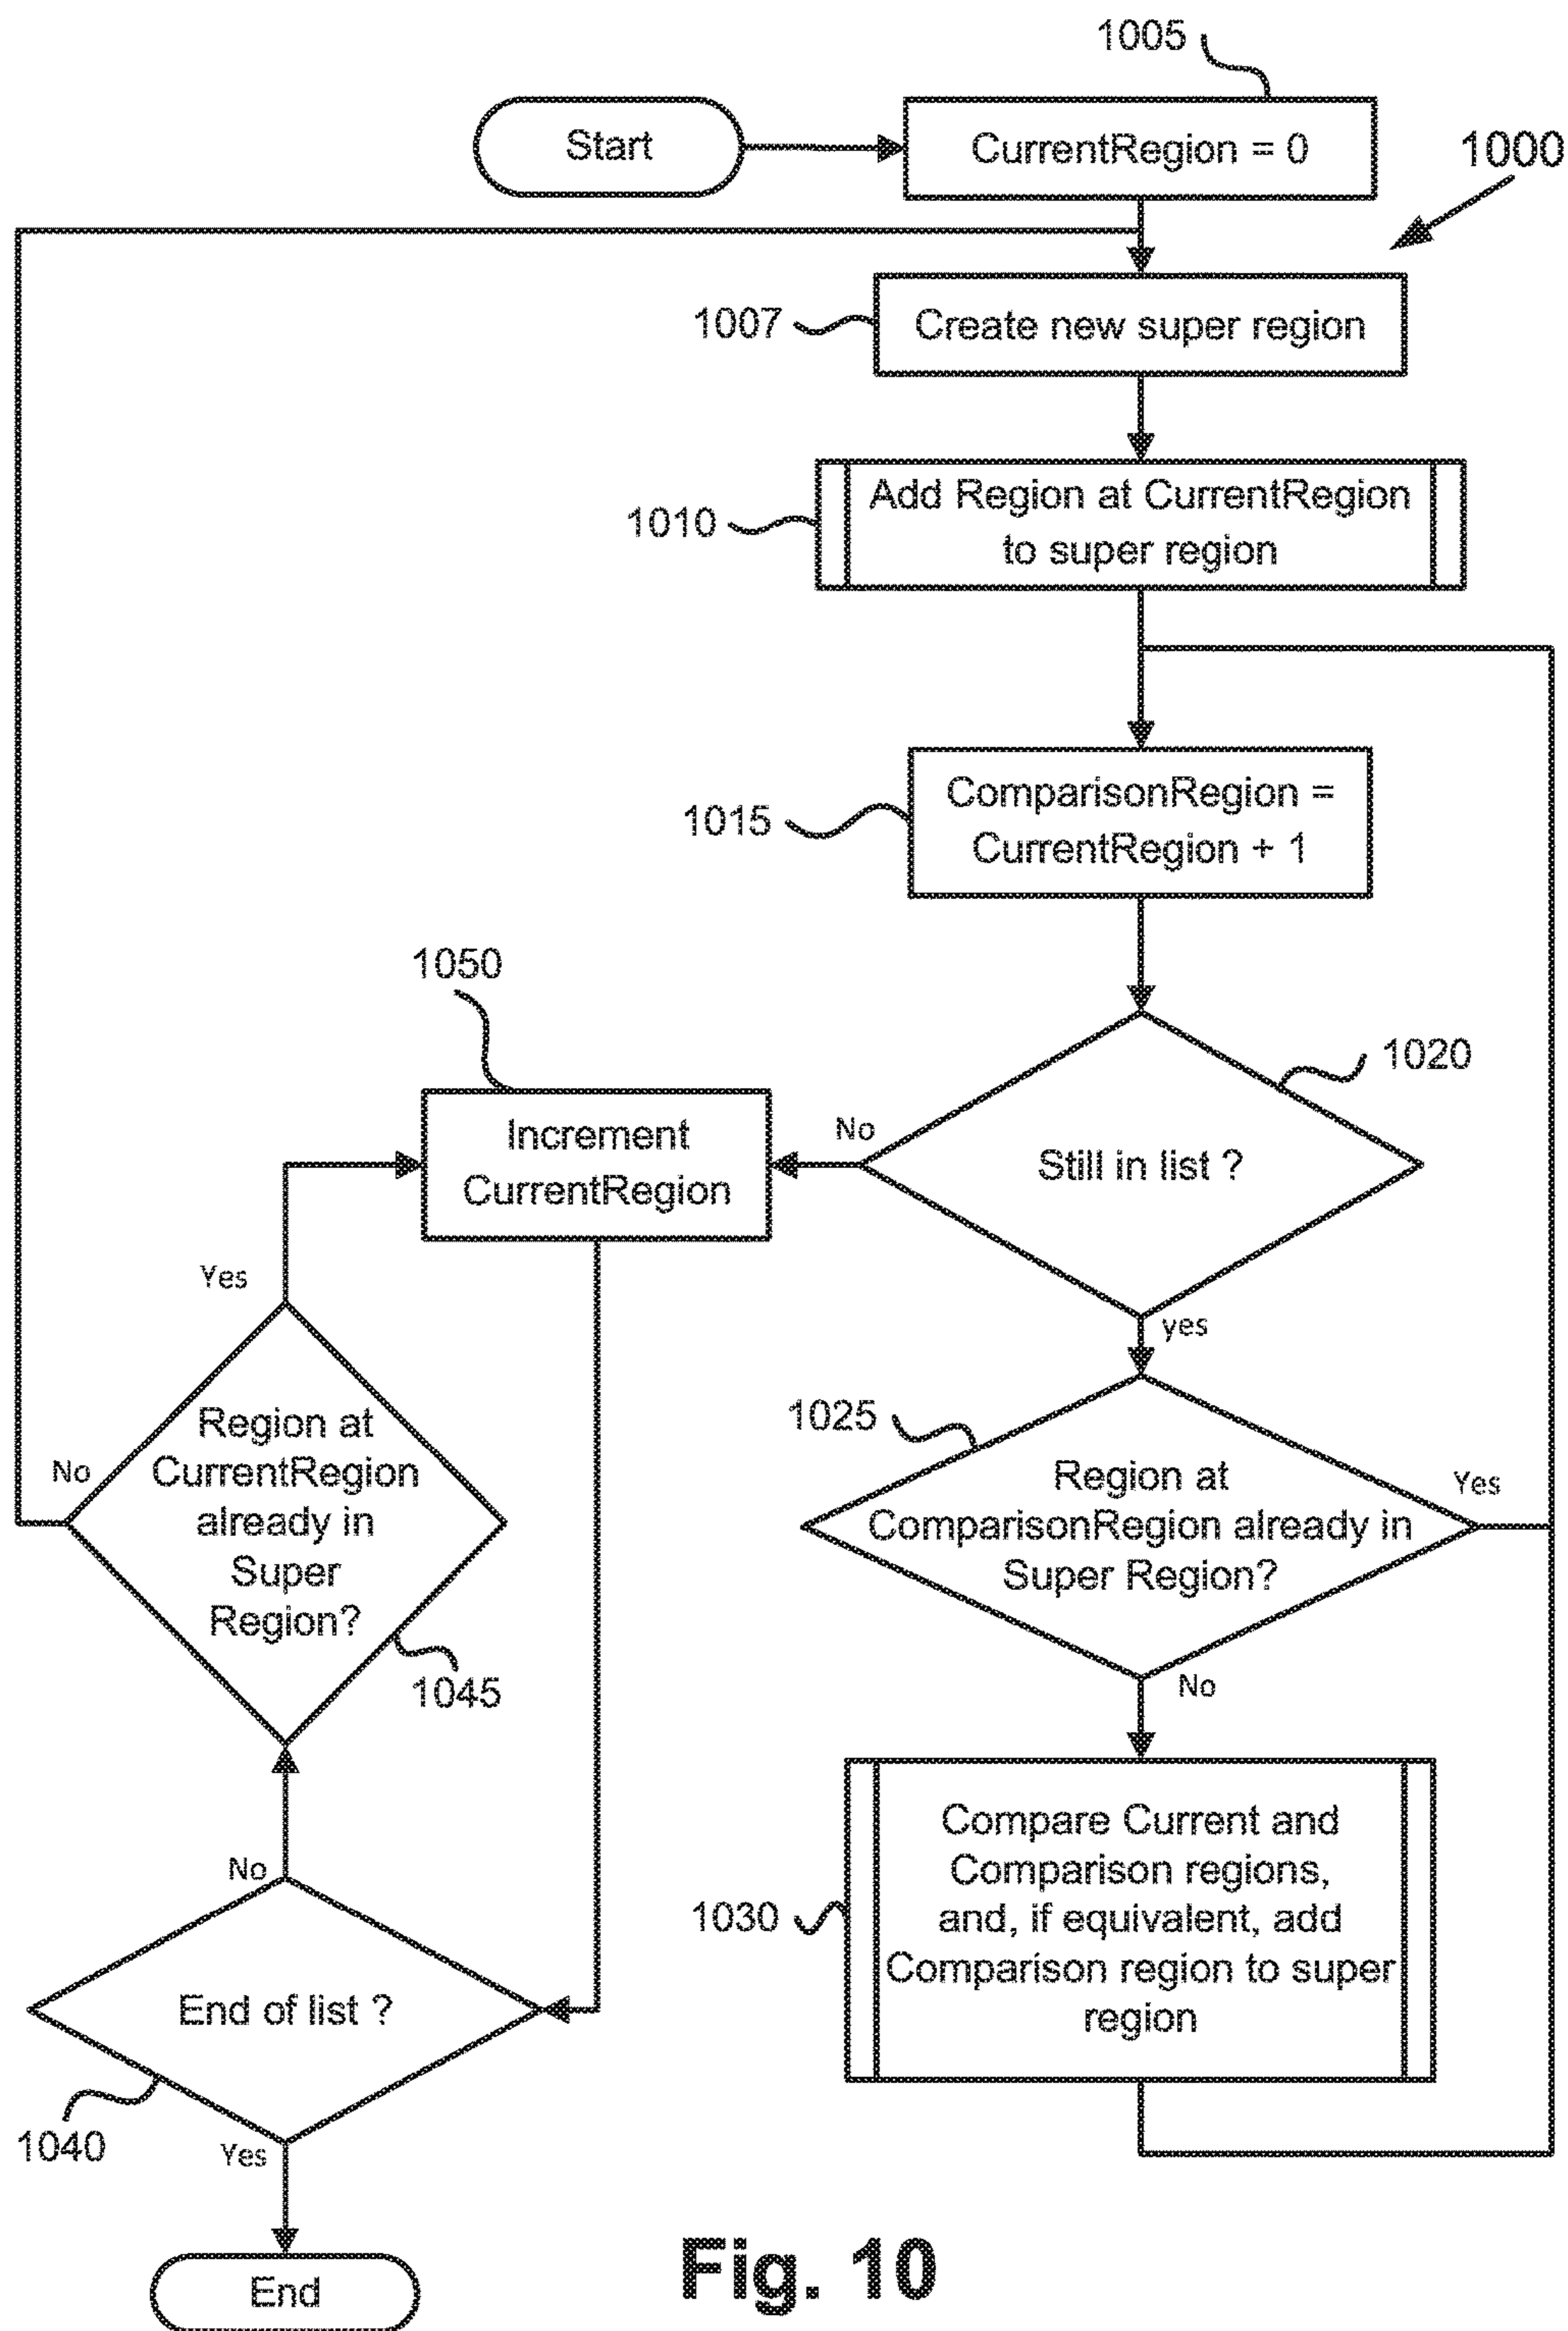 1005
Start
CurrentRegion = 0
1000
1007
Create new super region
1010
Add Region at CurrentRegion
to super region
1015
ComparisonRegion =
CurrentRegion + 1
1050
Increment
CurrentRegion
No
1020
Still in list ?
yes
Yes
1025
Region at
ComparisonRegion already in
Super Region?
Yes
No
Region at
CurrentRegion
already in
Super
Region?
No
1045
1030
Compare Current and
Comparison regions,
and, if equivalent, add
Comparison region to super
region
No
End of list ?
1040
Yes
End
Fig. 10